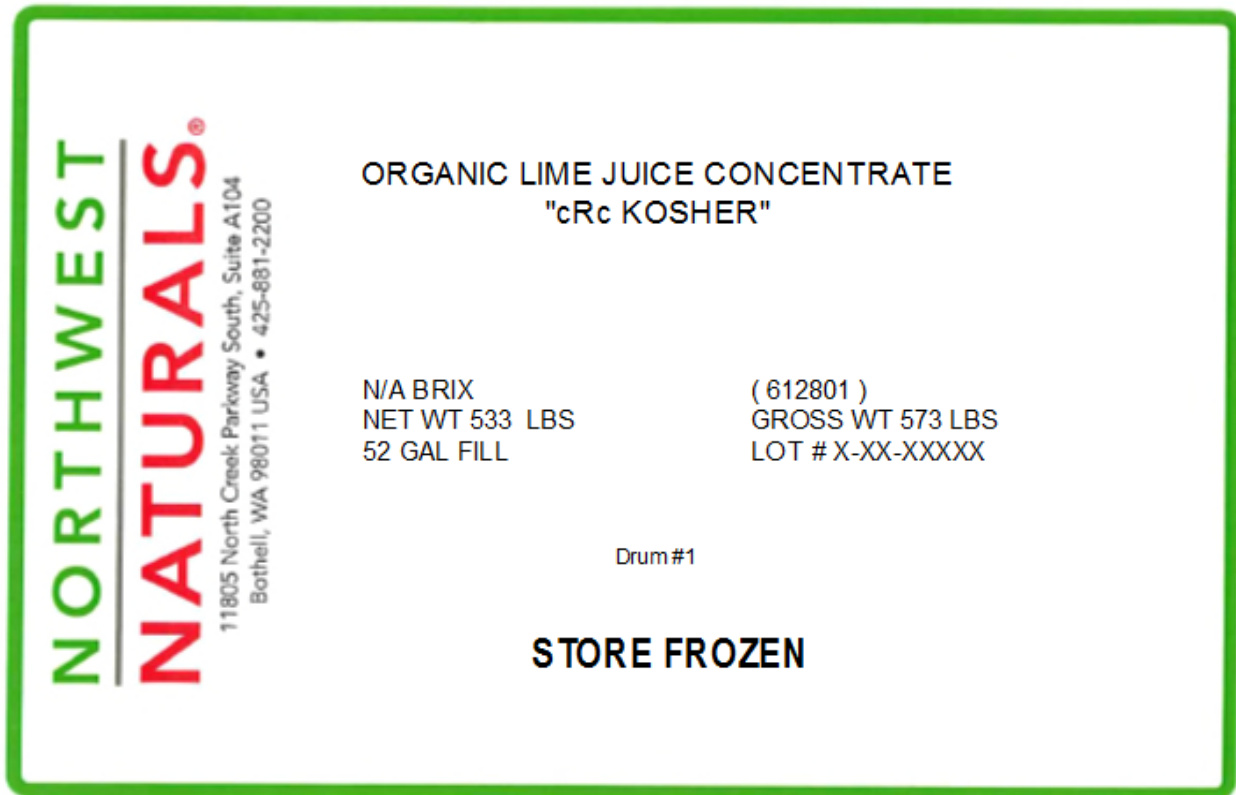 NORTHWEST
NATURALS®
11805 North Creek Parkway South, Suite A104
Bothell, WA 98011 USA • 425-881-2200
ORGANIC LIME JUICE CONCENTRATE
"cRc KOSHER"
N/A BRIX ( 612801 )
NET WT 533 LBS GROSS WT 573 LBS
52 GAL FILL LOT # X-XX-XXXXX
Drum #1
STORE FROZEN